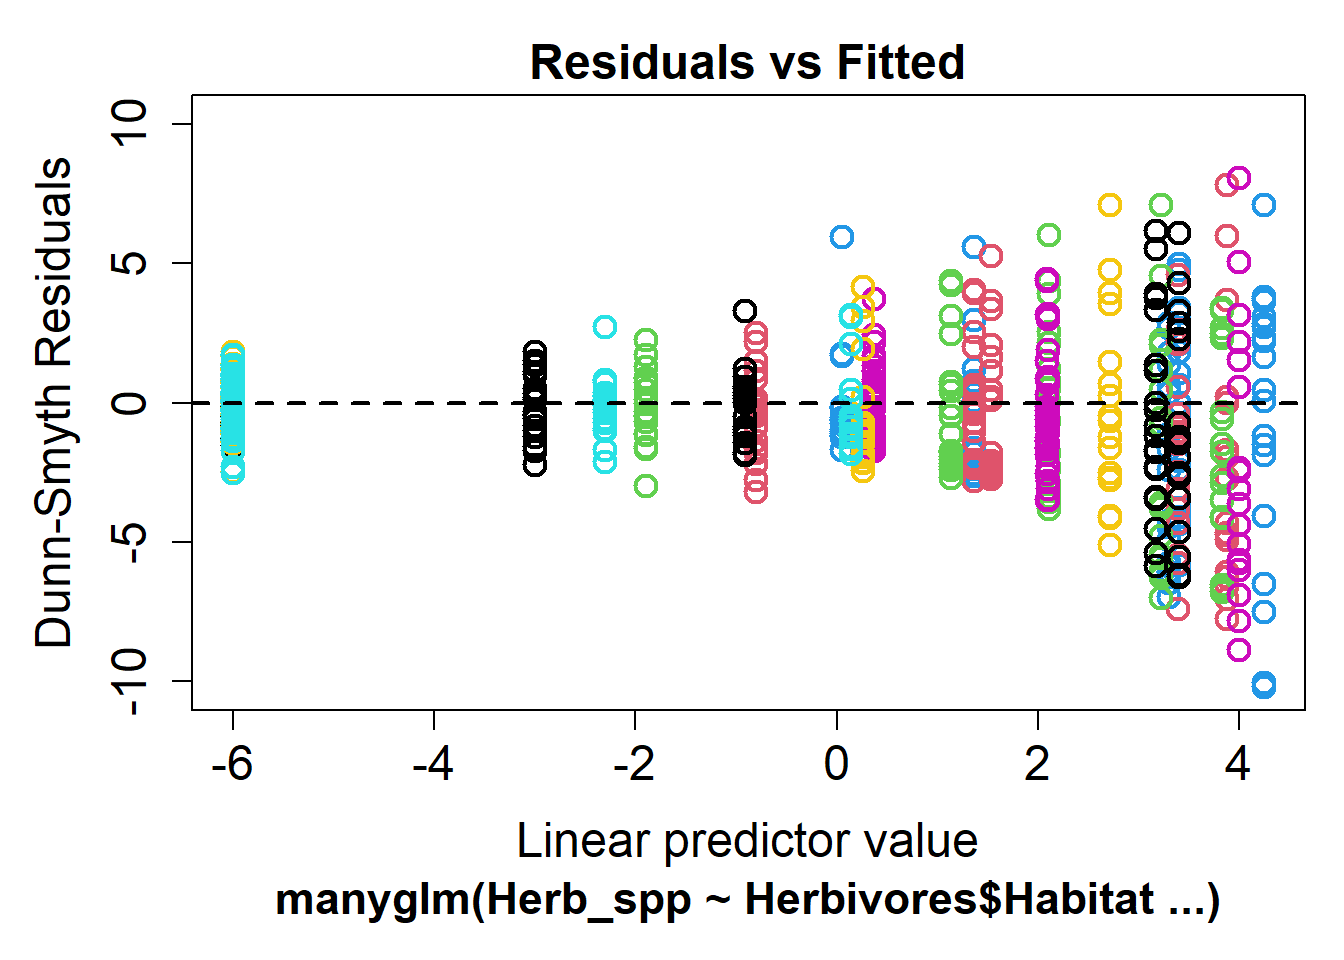 Residuals vs Fitted
Dunn-Smyth Residuals
10
5
0
-5
-10
-6 -4 -2 0 2 4
Linear predictor value
manyglm(Herb_spp ~ Herbivores$Habitat ...)